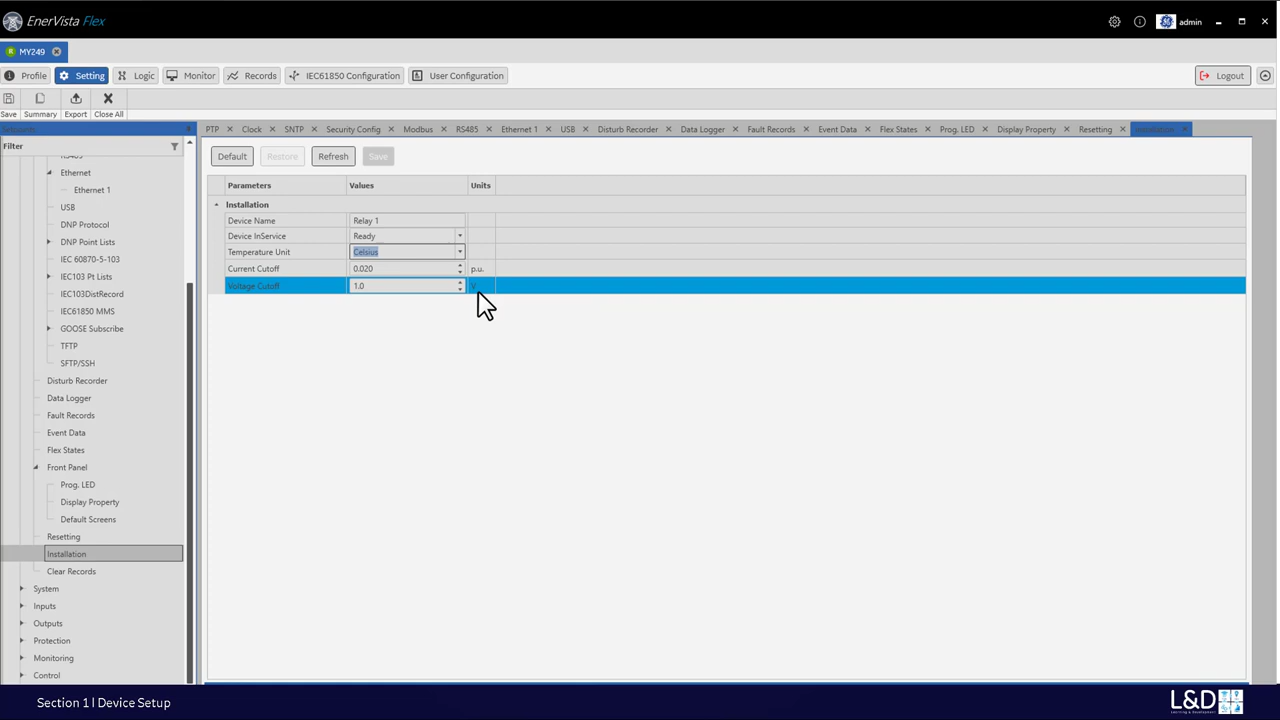 EnerVista Flex
admin
MY249
Profile Setting Logic Monitor Records IEC61850 Configuration User Configuration Logout
Save Summary Export Close All
PTP Clock SNTP Security Config Modbus RS485 Ethernet 1 USB Disturb Recorder Data Logger Fault Records Event Data Flex States Prog. LED Display Property Resetting Installation
Filter
RS485
Ethernet
Ethernet 1
USB
DNP Protocol
DNP Point Lists
IEC 60870-5-103
IEC103 Pt Lists
IEC103DistRecord
IEC61850 MMS
GOOSE Subscribe
TFTP
SFTP/SSH
Disturb Recorder
Data Logger
Fault Records
Event Data
Flex States
Front Panel
Prog. LED
Display Property
Default Screens
Resetting
Installation
Clear Records
System
Inputs
Outputs
Protection
Monitoring
Control
Default Restore Refresh Save
Parameters Values Units
Installation
Device Name Relay 1
Device InService Ready
Temperature Unit Celsius
Current Cutoff 0.020 p.u.
Voltage Cutoff 1.0 V
Section 1 | Device Setup
L&D
Learning & Development